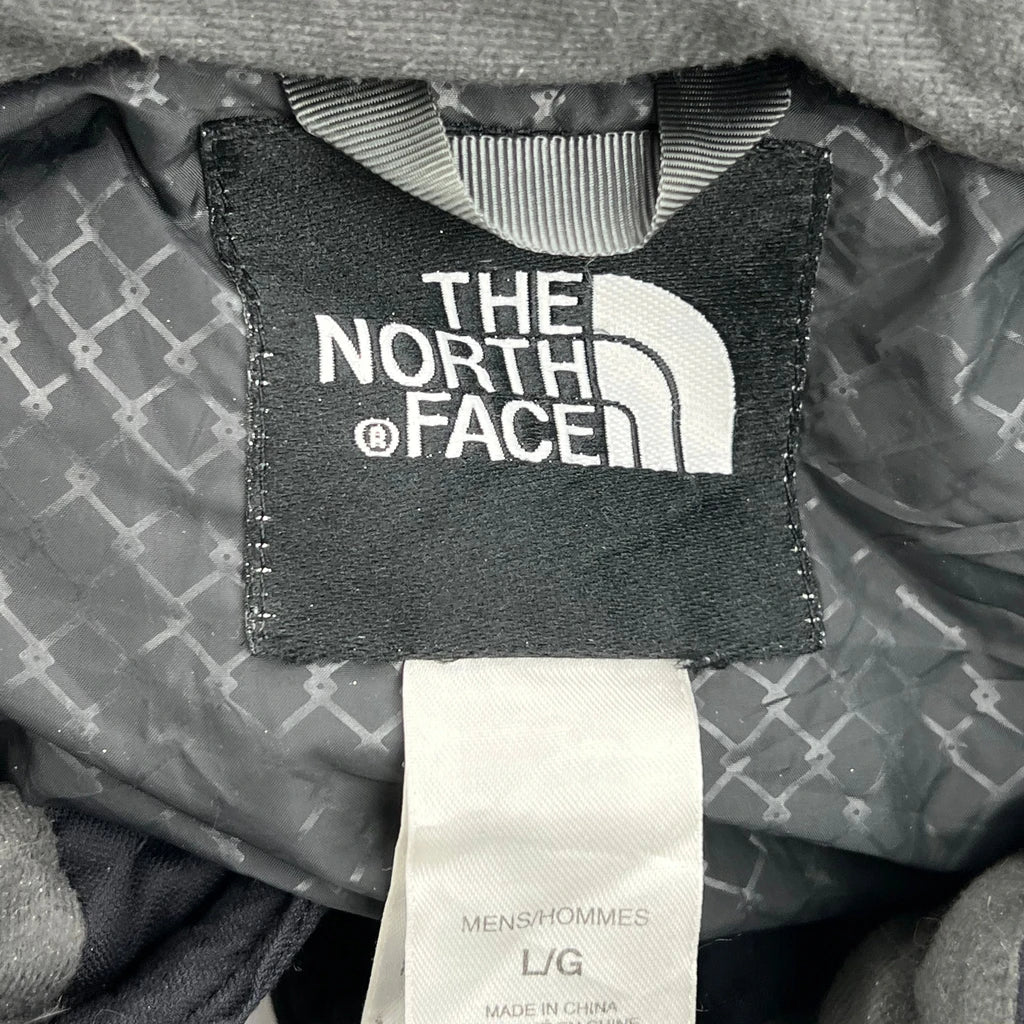 THE
NORTH
®FACE
MENS/HOMMES
L/G
MADE IN CHINA